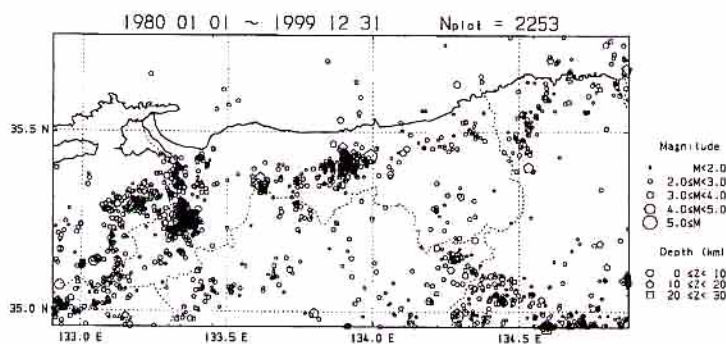 1980 01 01 ~ 1999 12 31 Nplot = 2253
35.5 N
35.0 N
133.0 E 133.5 E 134.0 E 134.5 E
Magnitude
M<2.0
2.0≤M<3.0
3.0≤M<4.0
4.0≤M<5.0
5.0≤M
Depth (km)
0 ≤Z< 10
10 ≤Z< 20
20 ≤Z< 30